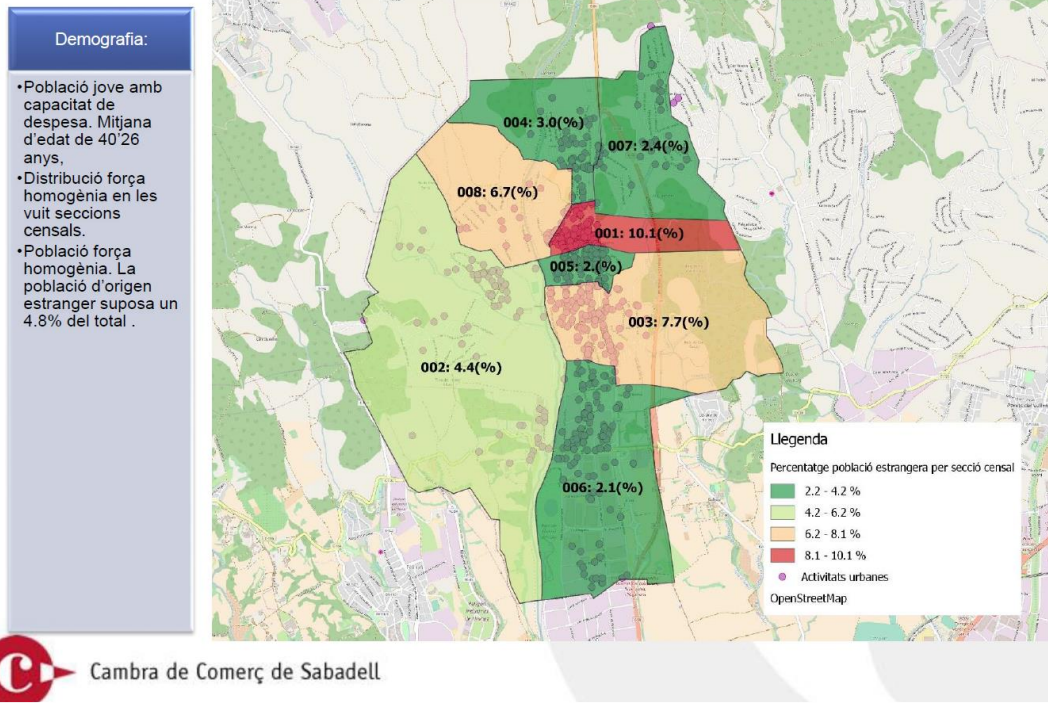 Demografia:
•Població jove amb
capacitat de
despesa. Mitjana
d'edat de 40'26
anys,
•Distribució força
homogènia en les
vuit seccions
censals.
•Població força
homogènia. La
població d'origen
estranger suposa un
4.8% del total .
004: 3.0(%)
007: 2.4(%)
008: 6.7(%)
001: 10.1(%)
005: 2.(%)
003: 7.7(%)
002: 4.4(%)
006: 2.1(%)
Llegenda
Percentatge població estrangera per secció censal
2.2 - 4.2 %
4.2 - 6.2 %
6.2 - 8.1 %
8.1 - 10.1 %
Activitats urbanes
OpenStreetMap
Cambra de Comerç de Sabadell